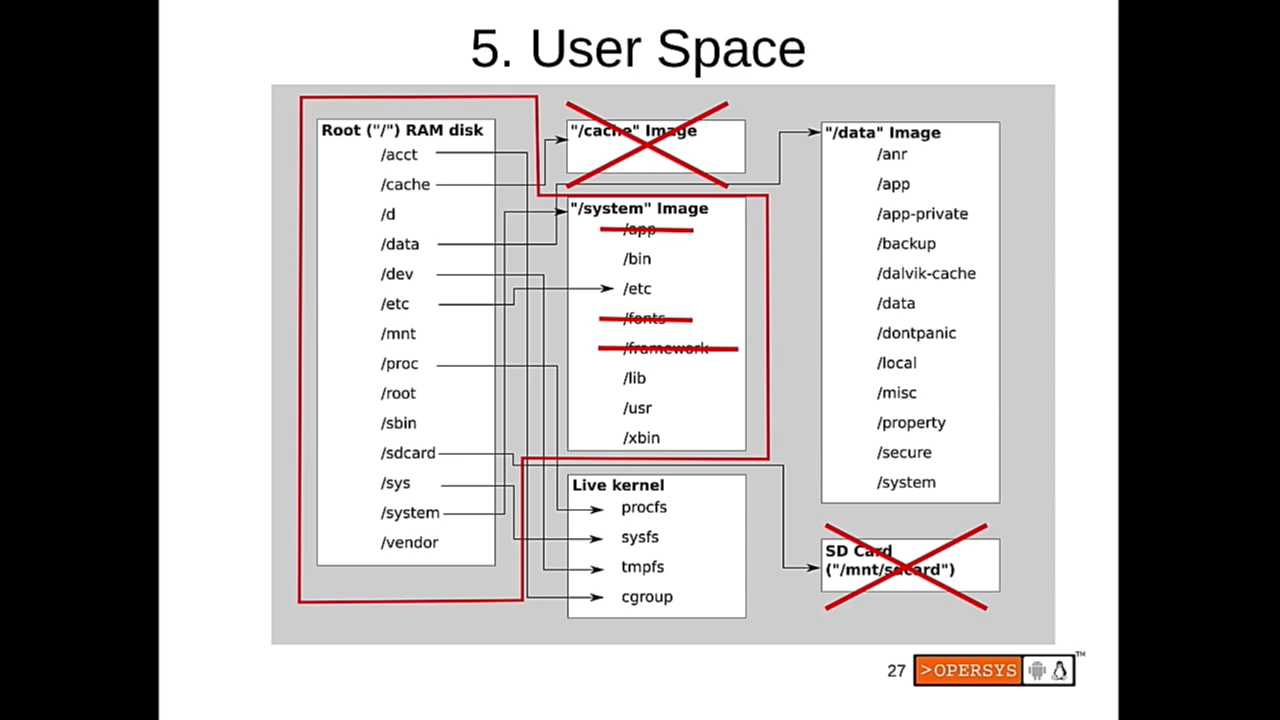 5. User Space
Root ("/") RAM disk
/acct
/cache
/d
/data
/dev
/etc
/mnt
/proc
/root
/sbin
/sdcard
/sys
/system
/vendor
"/cache" Image
"/system" Image
/app
/bin
/etc
/fonts
/framework
/lib
/usr
/xbin
Live kernel
procfs
sysfs
tmpfs
cgroup
"/data" Image
/anr
/app
/app-private
/backup
/dalvik-cache
/data
/dontpanic
/local
/misc
/property
/secure
/system
SD Card
("/mnt/sdcard")
27
>OPERSYS
TM